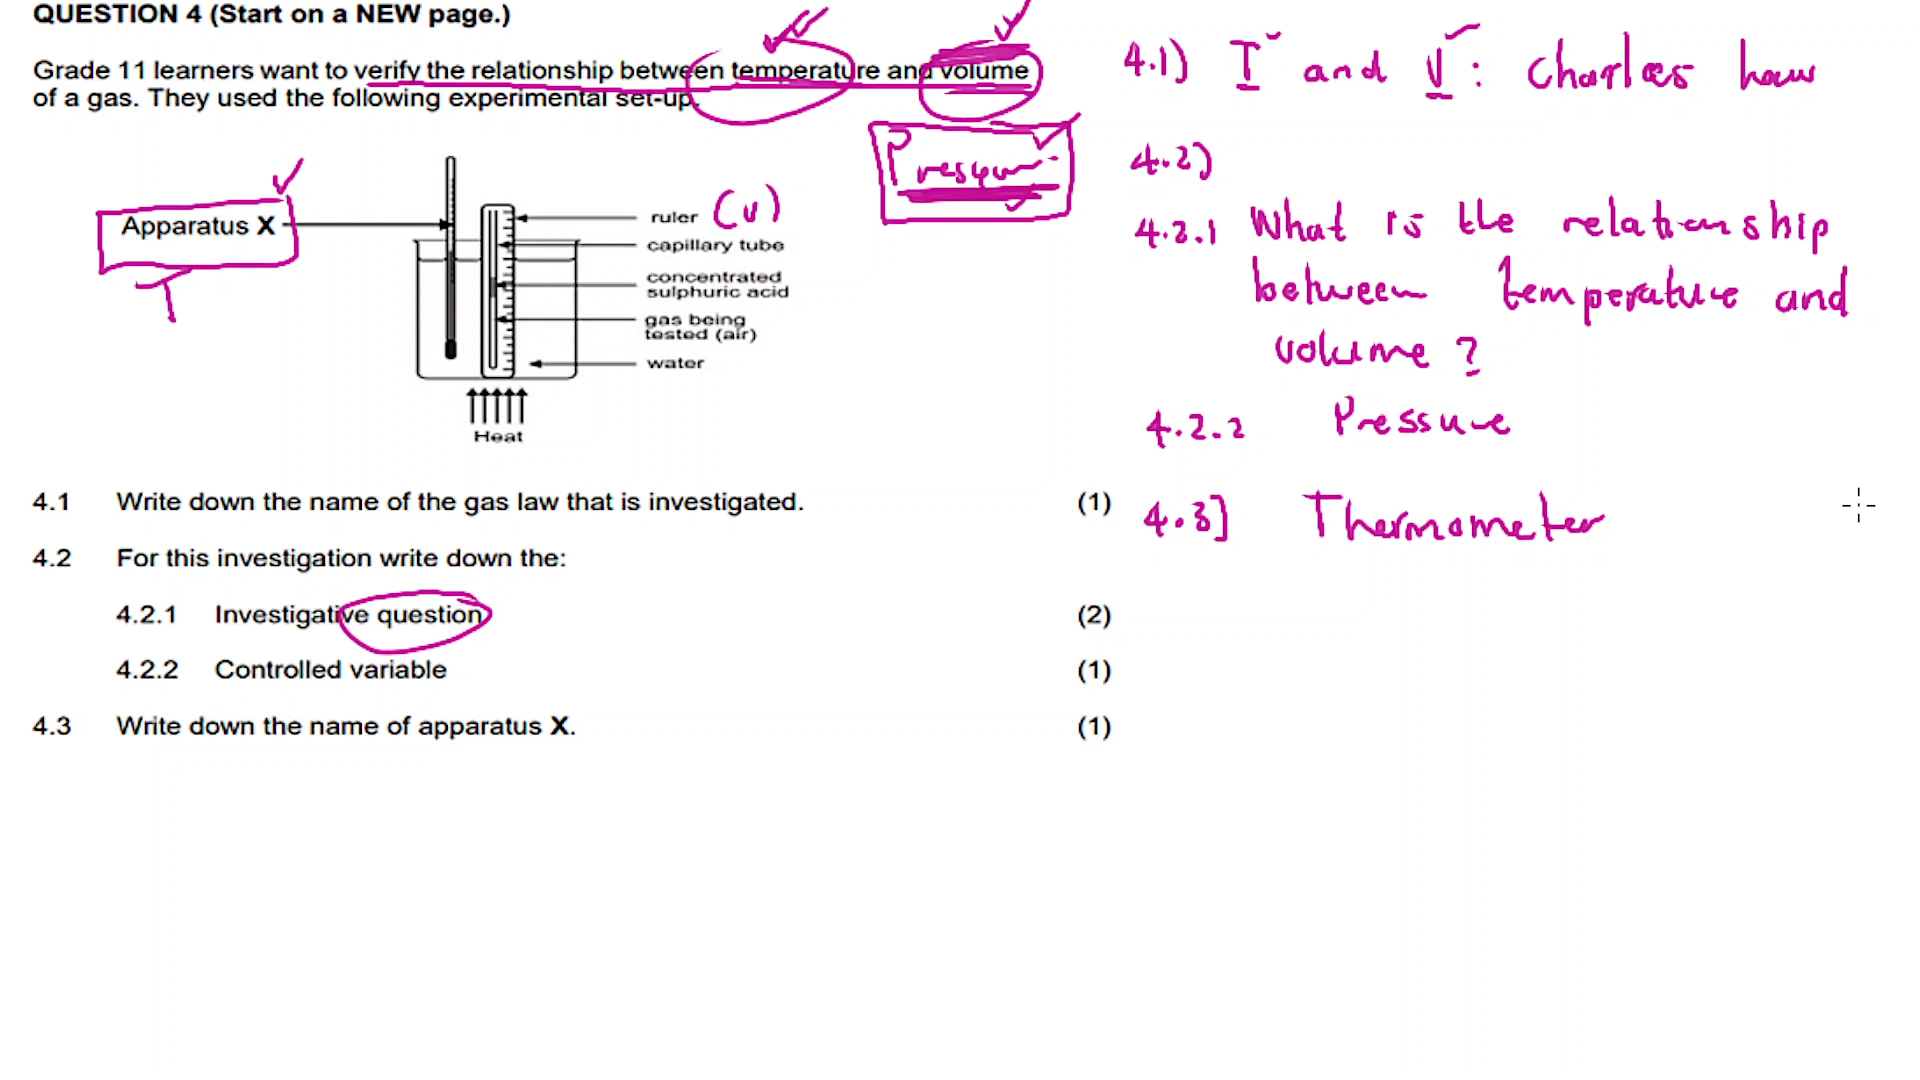 QUESTION 4 (Start on a NEW page.)
Grade 11 learners want to verify the relationship between temperature and volume
of a gas. They used the following experimental set-up.
Pressure
Apparatus X
T
ruler (V)
capillary tube
concentrated
sulphuric acid
gas being
tested (air)
water
Heat
4.1 Write down the name of the gas law that is investigated. (1)
4.2 For this investigation write down the:
4.2.1 Investigative question (2)
4.2.2 Controlled variable (1)
4.3 Write down the name of apparatus X. (1)
4.1) T and V: Charles law
4.2)
4.2.1 What is the relationship
between temperature and
volume ?
4.2.2 Pressure
4.3] Thermometer